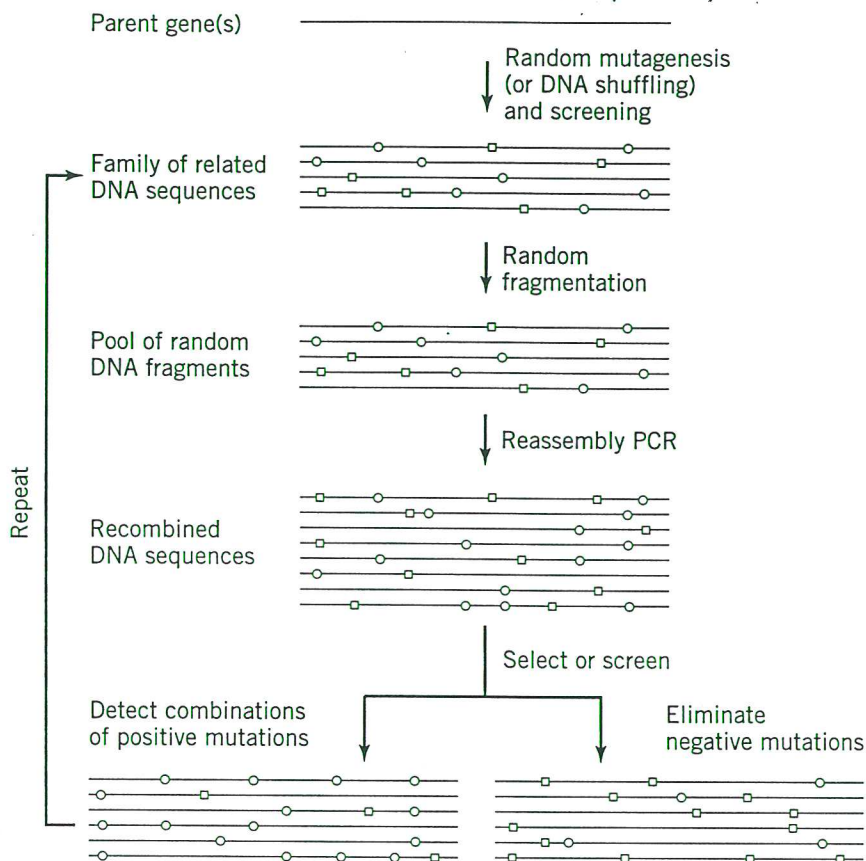 Parent gene(s)
Random mutagenesis
(or DNA shuffling)
and screening
Family of related
DNA sequences
Random
fragmentation
Pool of random
DNA fragments
Reassembly PCR
Repeat
Recombined
DNA sequences
Select or screen
Detect combinations
of positive mutations
Eliminate
negative mutations